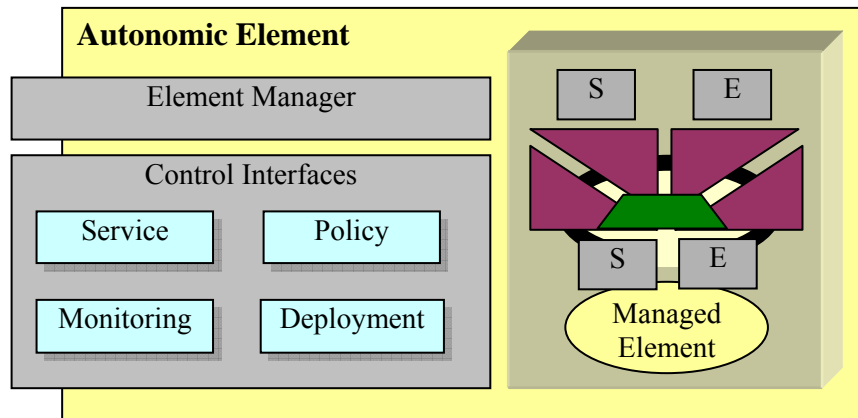 Autonomic Element
Element Manager
Control Interfaces
Service
Policy
Monitoring
Deployment
S
E
S
E
Managed
Element